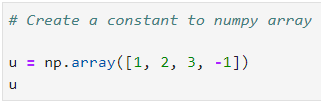 # Create a constant to numpy array
u = np.array([1, 2, 3, -1])
u